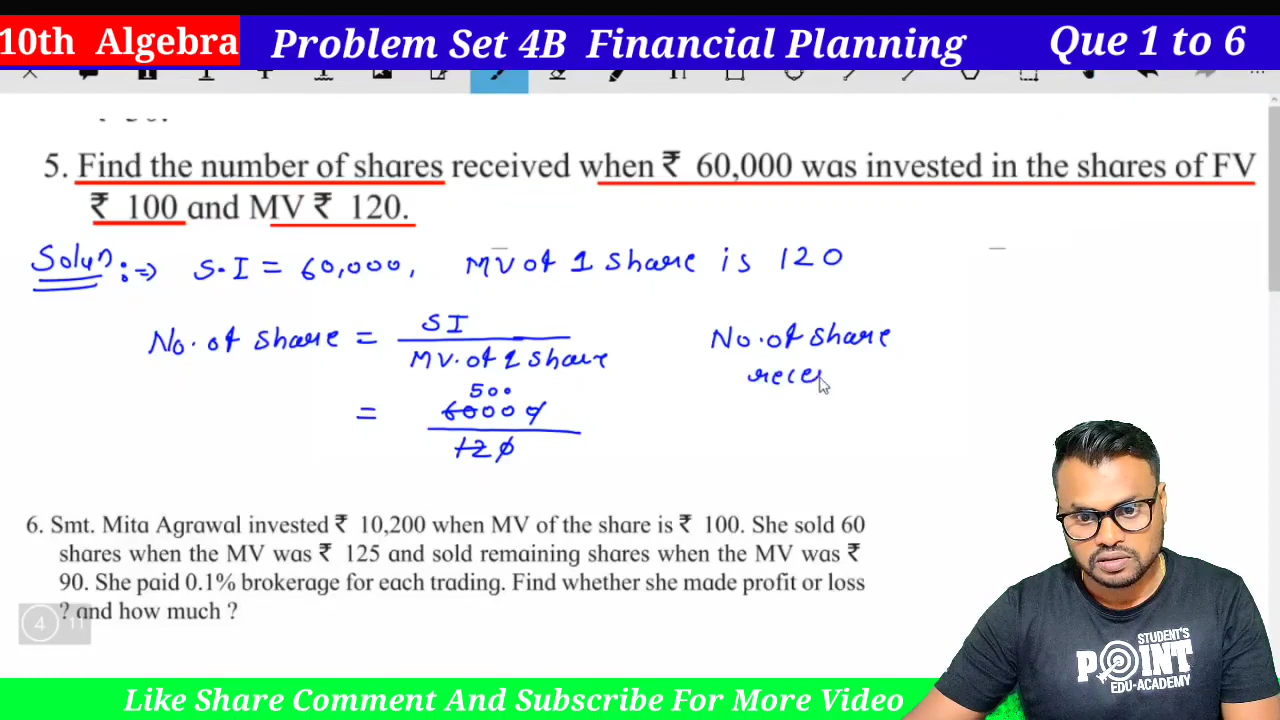 10th Algebra
Problem Set 4B Financial Planning
Que 1 to 6
5. Find the number of shares received when ₹ 60,000 was invested in the shares of FV
₹ 100 and MV ₹ 120.
Soluⁿ :⇒ S.I = 60,000, MV of 1 share is 120
No. of share = SI
MV. of 1 share
No. of share
rece
500
= 60000
120
6. Smt. Mita Agrawal invested ₹ 10,200 when MV of the share is ₹ 100. She sold 60
shares when the MV was ₹ 125 and sold remaining shares when the MV was ₹
90. She paid 0.1% brokerage for each trading. Find whether she made profit or loss
? and how much ?
4 11
STUDENT'S
POINT
EDU-ACADEMY
Like Share Comment And Subscribe For More Video